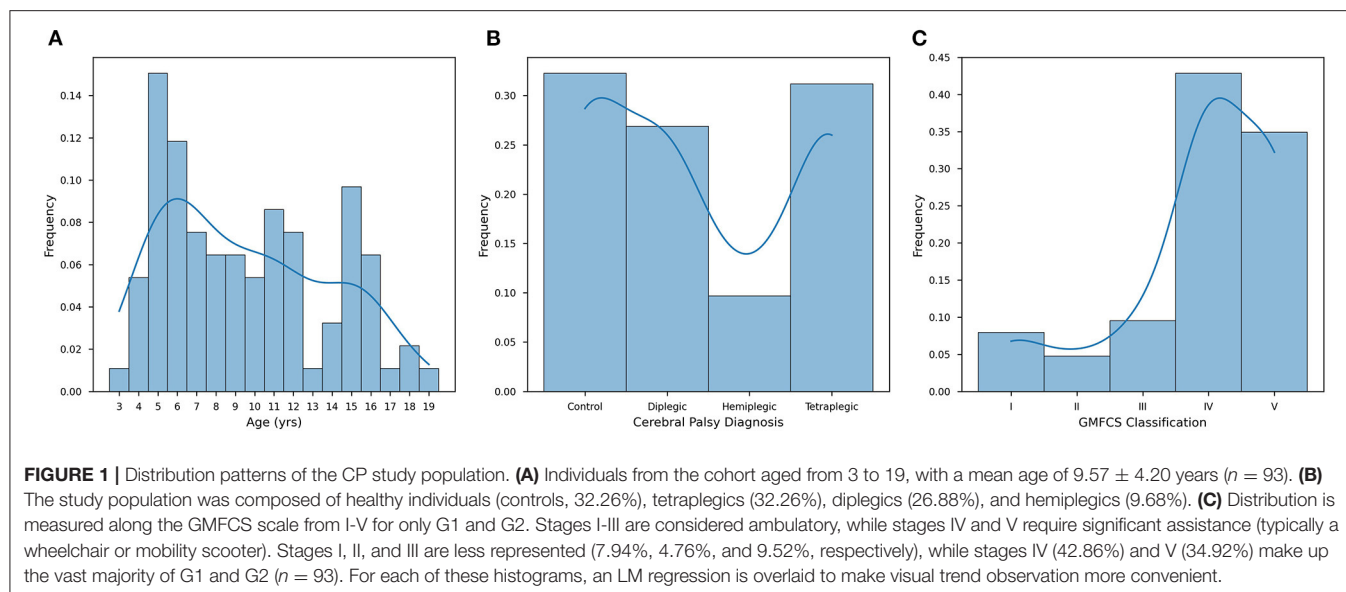 A
B
C
0.14
0.12
0.10
0.08
0.06
0.04
0.02
0.00
Frequency
3 4 5 6 7 8 9 10 11 12 13 14 15 16 17 18 19
Age (yrs)
0.30
0.25
0.20
0.15
0.10
0.05
0.00
Frequency
Control Diplegic Hemiplegic Tetraplegic
Cerebral Palsy Diagnosis
0.45
0.40
0.35
0.30
0.25
0.20
0.15
0.10
0.05
0.00
Frequency
I II III IV V
GMFCS Classification
FIGURE 1 | Distribution patterns of the CP study population. (A) Individuals from the cohort aged from 3 to 19, with a mean age of 9.57 ± 4.20 years (n = 93). (B)
The study population was composed of healthy individuals (controls, 32.26%), tetraplegics (32.26%), diplegics (26.88%), and hemiplegics (9.68%). (C) Distribution is
measured along the GMFCS scale from I-V for only G1 and G2. Stages I-III are considered ambulatory, while stages IV and V require significant assistance (typically a
wheelchair or mobility scooter). Stages I, II, and III are less represented (7.94%, 4.76%, and 9.52%, respectively), while stages IV (42.86%) and V (34.92%) make up
the vast majority of G1 and G2 (n = 93). For each of these histograms, an LM regression is overlaid to make visual trend observation more convenient.